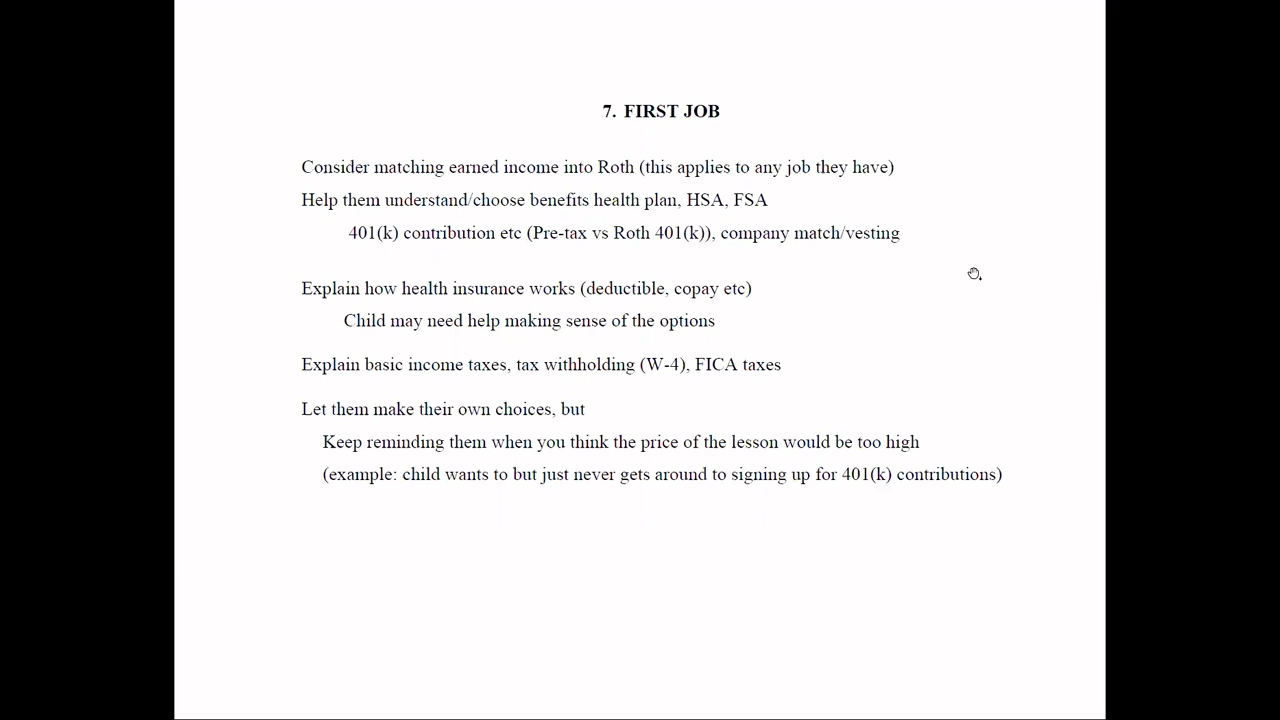 7. FIRST JOB
Consider matching earned income into Roth (this applies to any job they have)
Help them understand/choose benefits health plan, HSA, FSA
401(k) contribution etc (Pre-tax vs Roth 401(k)), company match/vesting
Explain how health insurance works (deductible, copay etc)
Child may need help making sense of the options
Explain basic income taxes, tax withholding (W-4), FICA taxes
Let them make their own choices, but
Keep reminding them when you think the price of the lesson would be too high
(example: child wants to but just never gets around to signing up for 401(k) contributions)